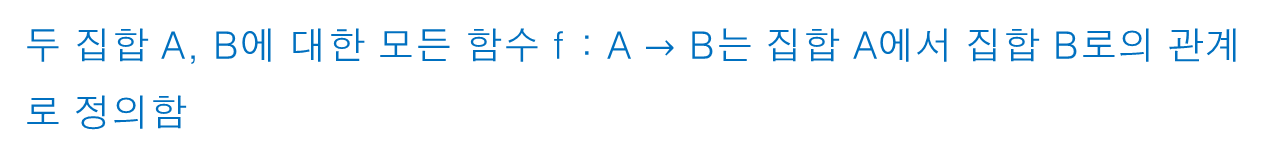 두 집합 A, B에 대한 모든 함수 f : A → B는 집합 A에서 집합 B로의 관계
로 정의함